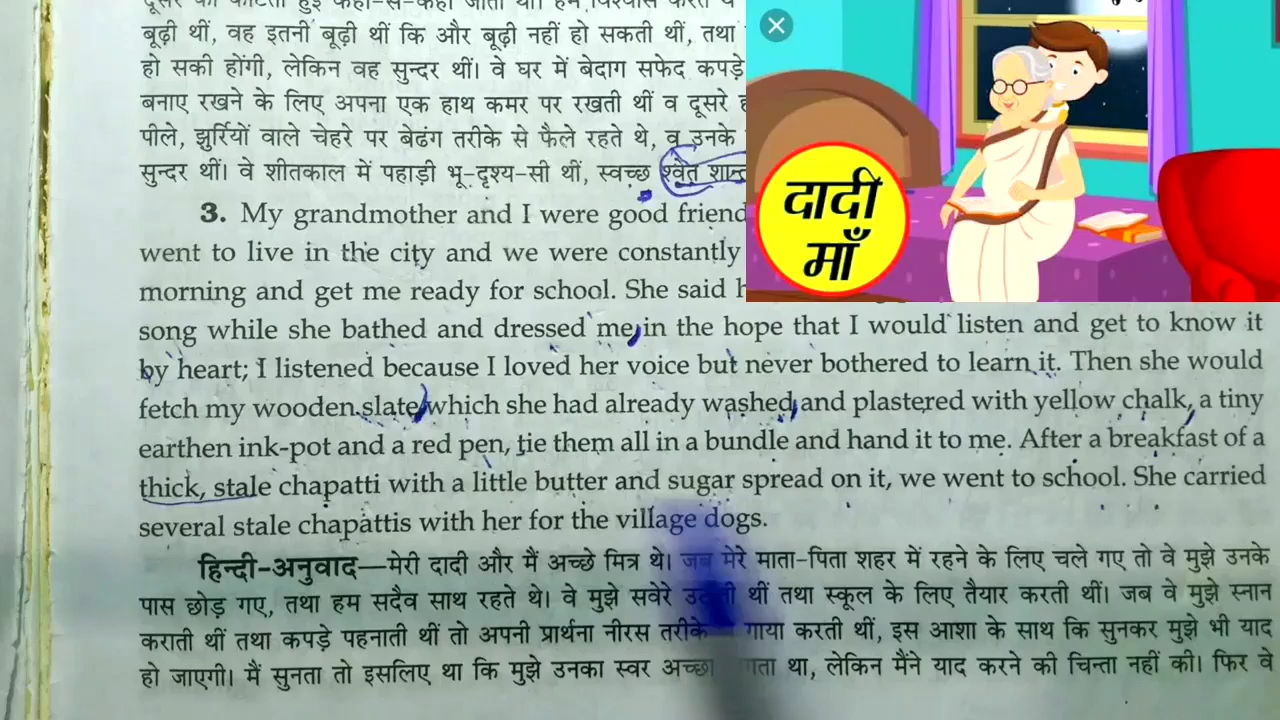 दूसरे को काटती हुई कहीं-से-कहीं जाती थीं। हम विश्वास करते थे
बूढ़ी थीं, वह इतनी बूढ़ी थीं कि और बूढ़ी नहीं हो सकती थीं, तथा
हो सकी होंगी, लेकिन वह सुन्दर थीं। वे घर में बेदाग सफेद कपड़े
बनाए रखने के लिए अपना एक हाथ कमर पर रखती थीं व दूसरे
पीले, झुर्रियों वाले चेहरे पर बेढंग तरीके से फैले रहते थे, व उनके
सुन्दर थीं। वे शीतकाल में पहाड़ी भू-दृश्य-सी थीं, स्वच्छ श्वेत
3. My grandmother and I were good
went to live in the city and we were constantly
morning and get me ready for school. She said
song while she bathed and dressed me, in the hope that I would listen and get to know it
by heart; I listened because I loved her voice but never bothered to learn it. Then she would
fetch my wooden slate, which she had already washed, and plastered with yellow chalk, a tiny
earthen ink-pot and a red pen, tie them all in a bundle and hand it to me. After a breakfast of a
thick, stale chapatti with a little butter and sugar spread on it, we went to school. She carried
several stale chapattis with her for the village dogs.
हिन्दी-अनुवाद—मेरी दादी और मैं अच्छे मित्र थे। जब मेरे माता-पिता शहर में रहने के लिए चले गए तो वे मुझे उनके
पास छोड़ गए, तथा हम सदैव साथ रहते थे। वे मुझे सवेरे थीं तथा स्कूल के लिए तैयार करती थीं। जब वे मुझे स्नान
कराती थीं तथा कपड़े पहनाती थीं तो अपनी प्रार्थना नीरस तरीके गाया करती थीं, इस आशा के साथ कि सुनकर मुझे भी याद
हो जाएगी। मैं सुनता तो इसलिए था कि मुझे उनका स्वर अच्छा था, लेकिन मैंने याद करने की चिन्ता नहीं की। फिर वे
दादी
माँ